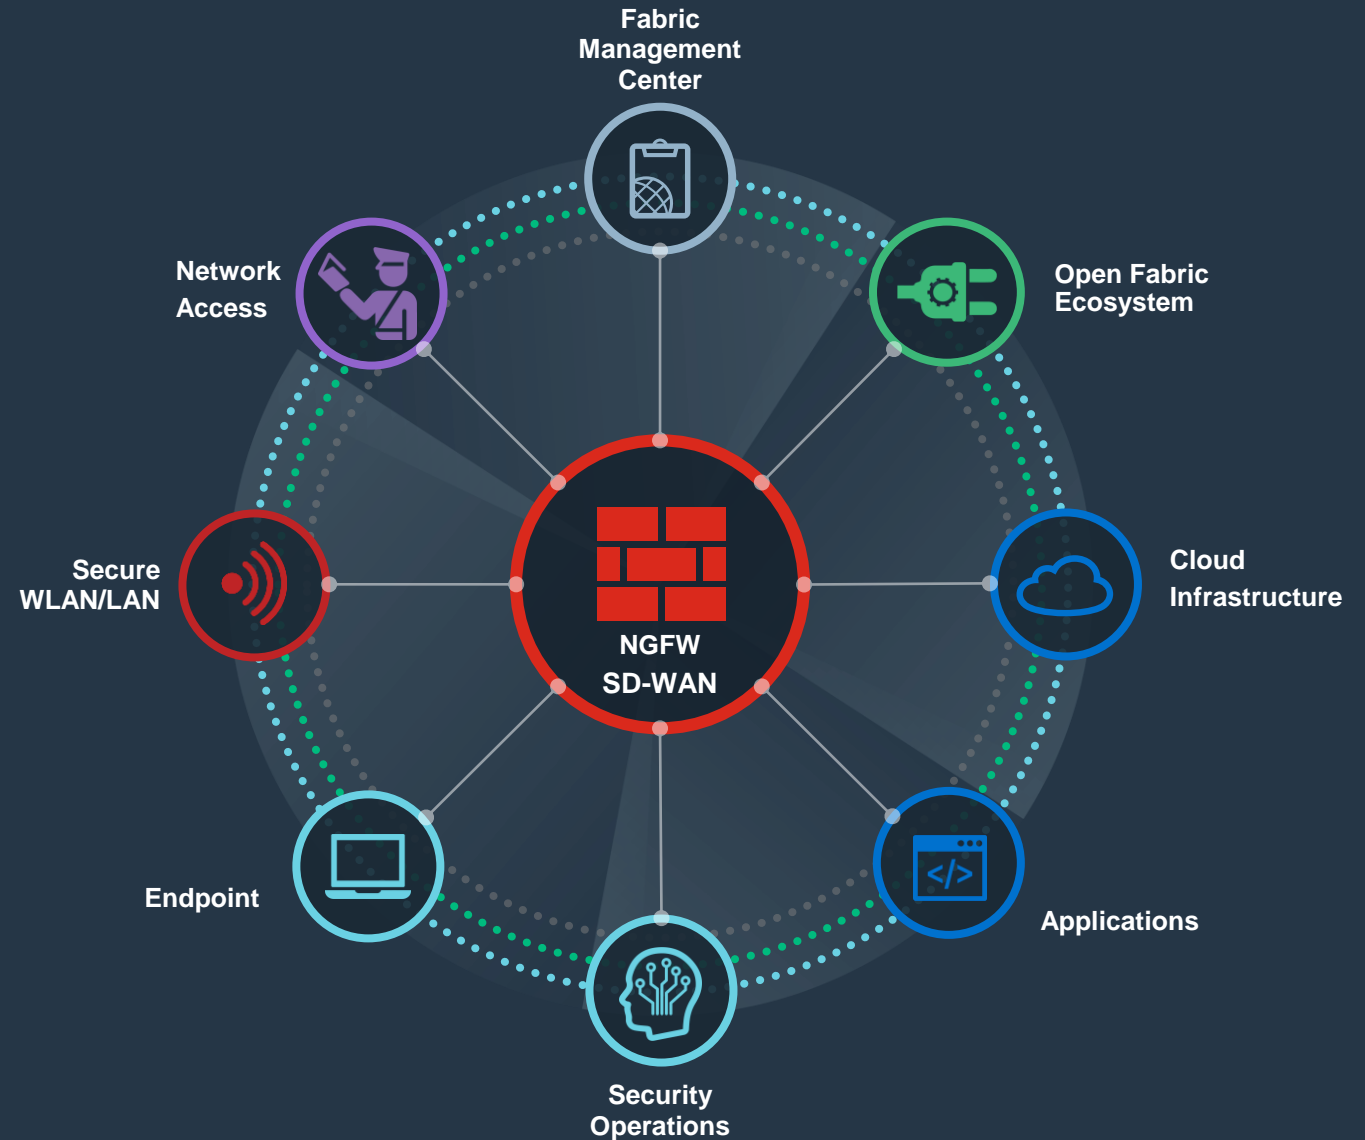 Fabric
Management
Center
Network
Access
Open Fabric
Ecosystem
Secure
WLAN/LAN
Cloud
Infrastructure
NGFW
SD-WAN
Endpoint
</>
Applications
Security
Operations